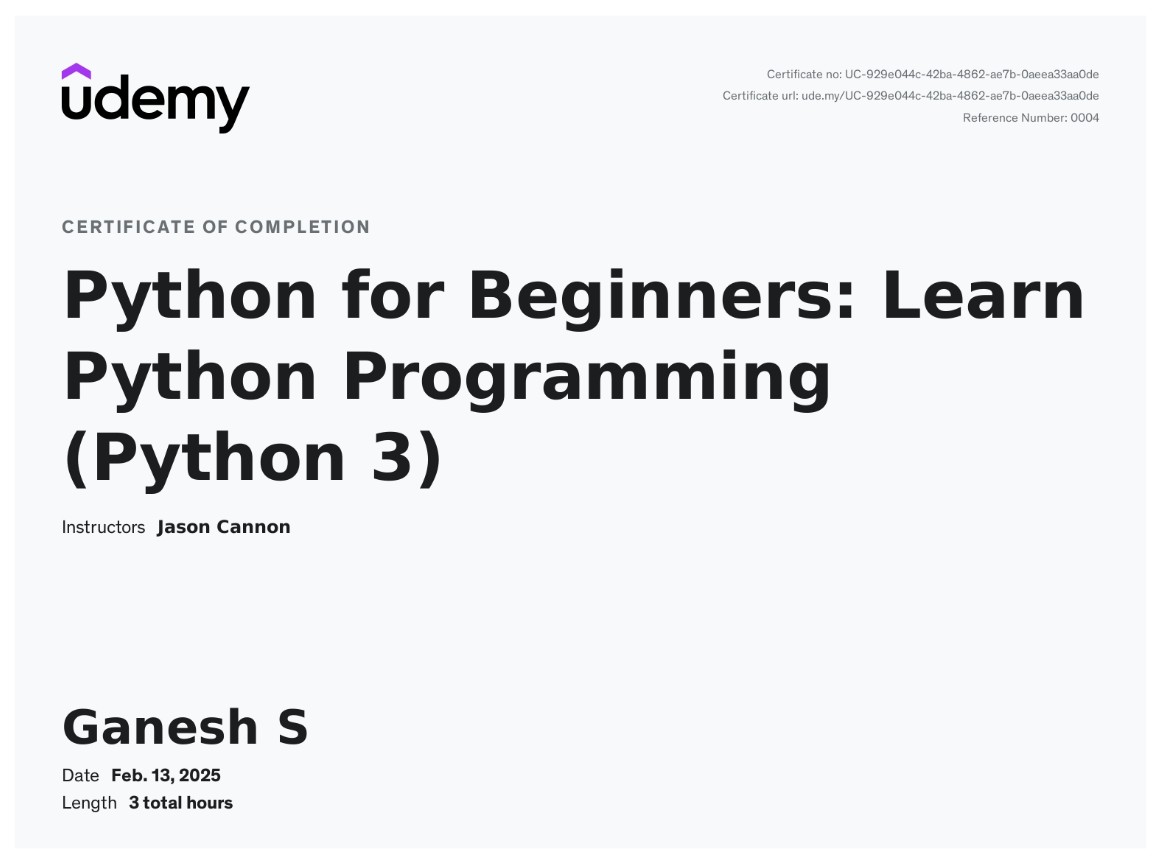 udemy
Certificate no: UC-929e044c-42ba-4862-ae7b-0aeea33aa0de
Certificate url: ude.my/UC-929e044c-42ba-4862-ae7b-0aeea33aa0de
Reference Number: 0004
CERTIFICATE OF COMPLETION
Python for Beginners: Learn
Python Programming
(Python 3)
Instructors Jason Cannon
Ganesh S
Date Feb. 13, 2025
Length 3 total hours